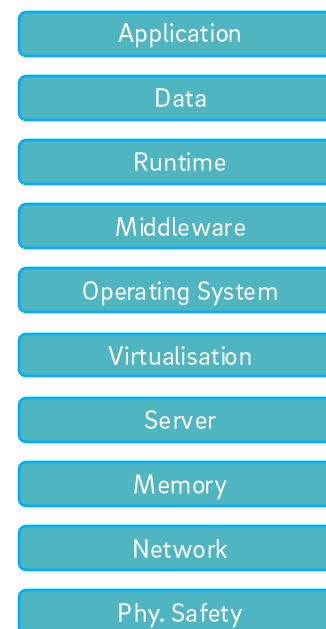 Application
Data
Runtime
Middleware
Operating System
Virtualisation
Server
Memory
Network
Phy. Safety